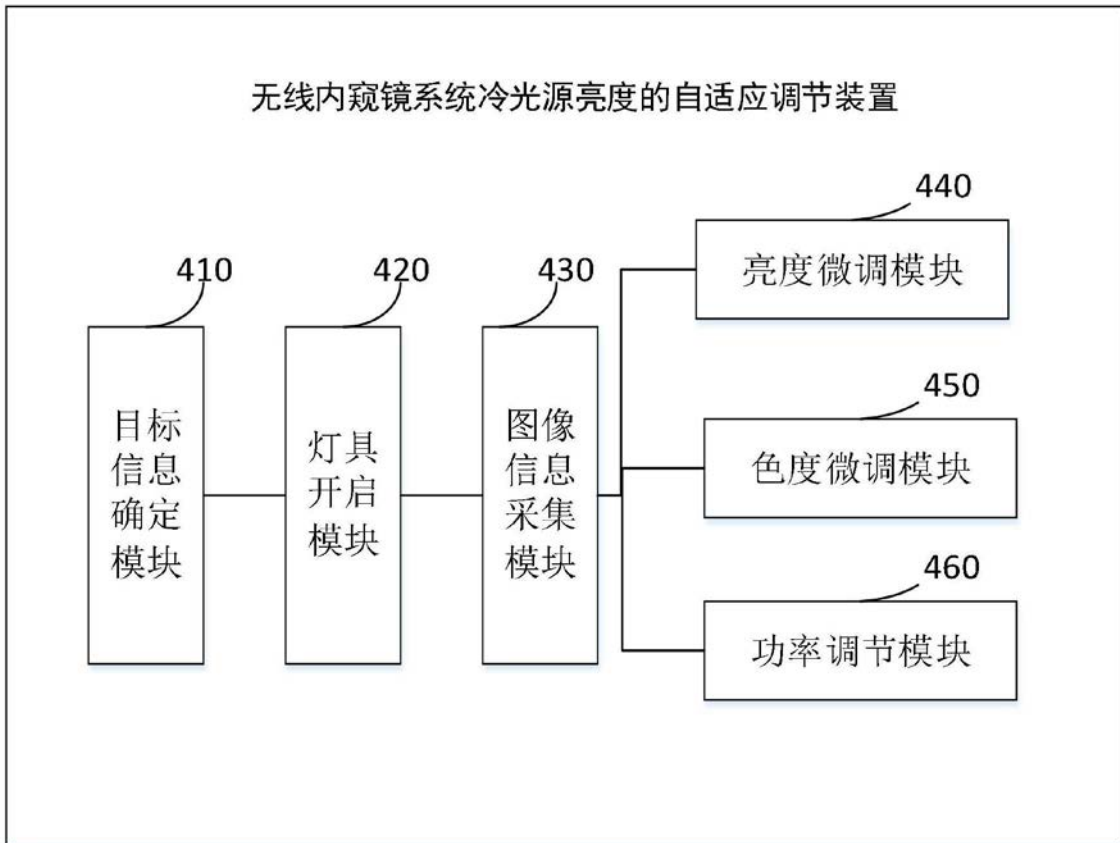 无线内窥镜系统冷光源亮度的自适应调节装置
410
目标
信息
确定
模块
420
灯具
开启
模块
430
图像
信息
采集
模块
440
亮度微调模块
450
色度微调模块
460
功率调节模块